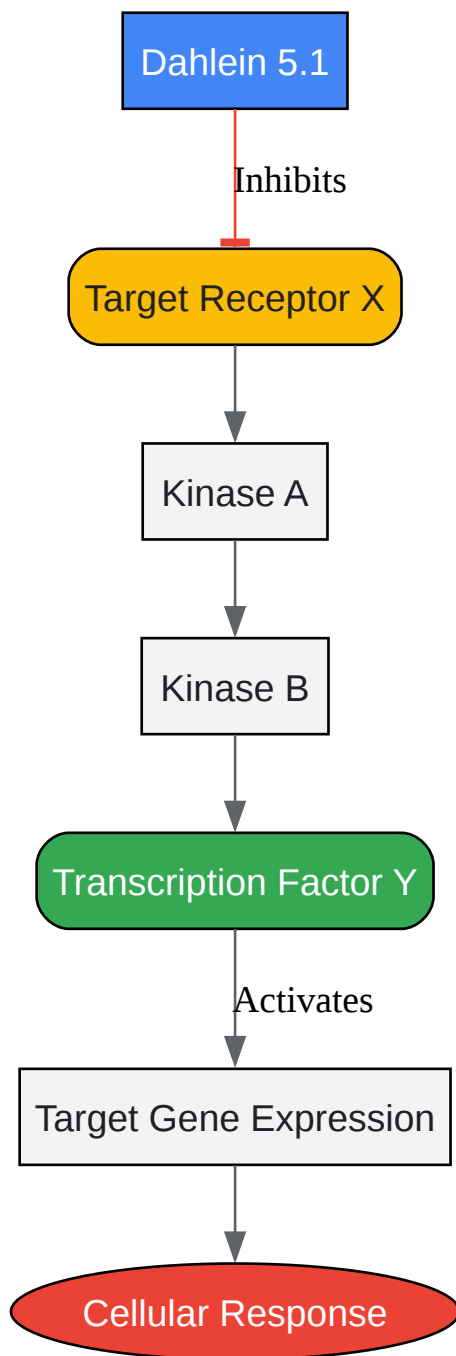 Dahlein 5.1
Inhibits
Target Receptor X
Kinase A
Kinase B
Transcription Factor Y
Activates
Target Gene Expression
Cellular Response